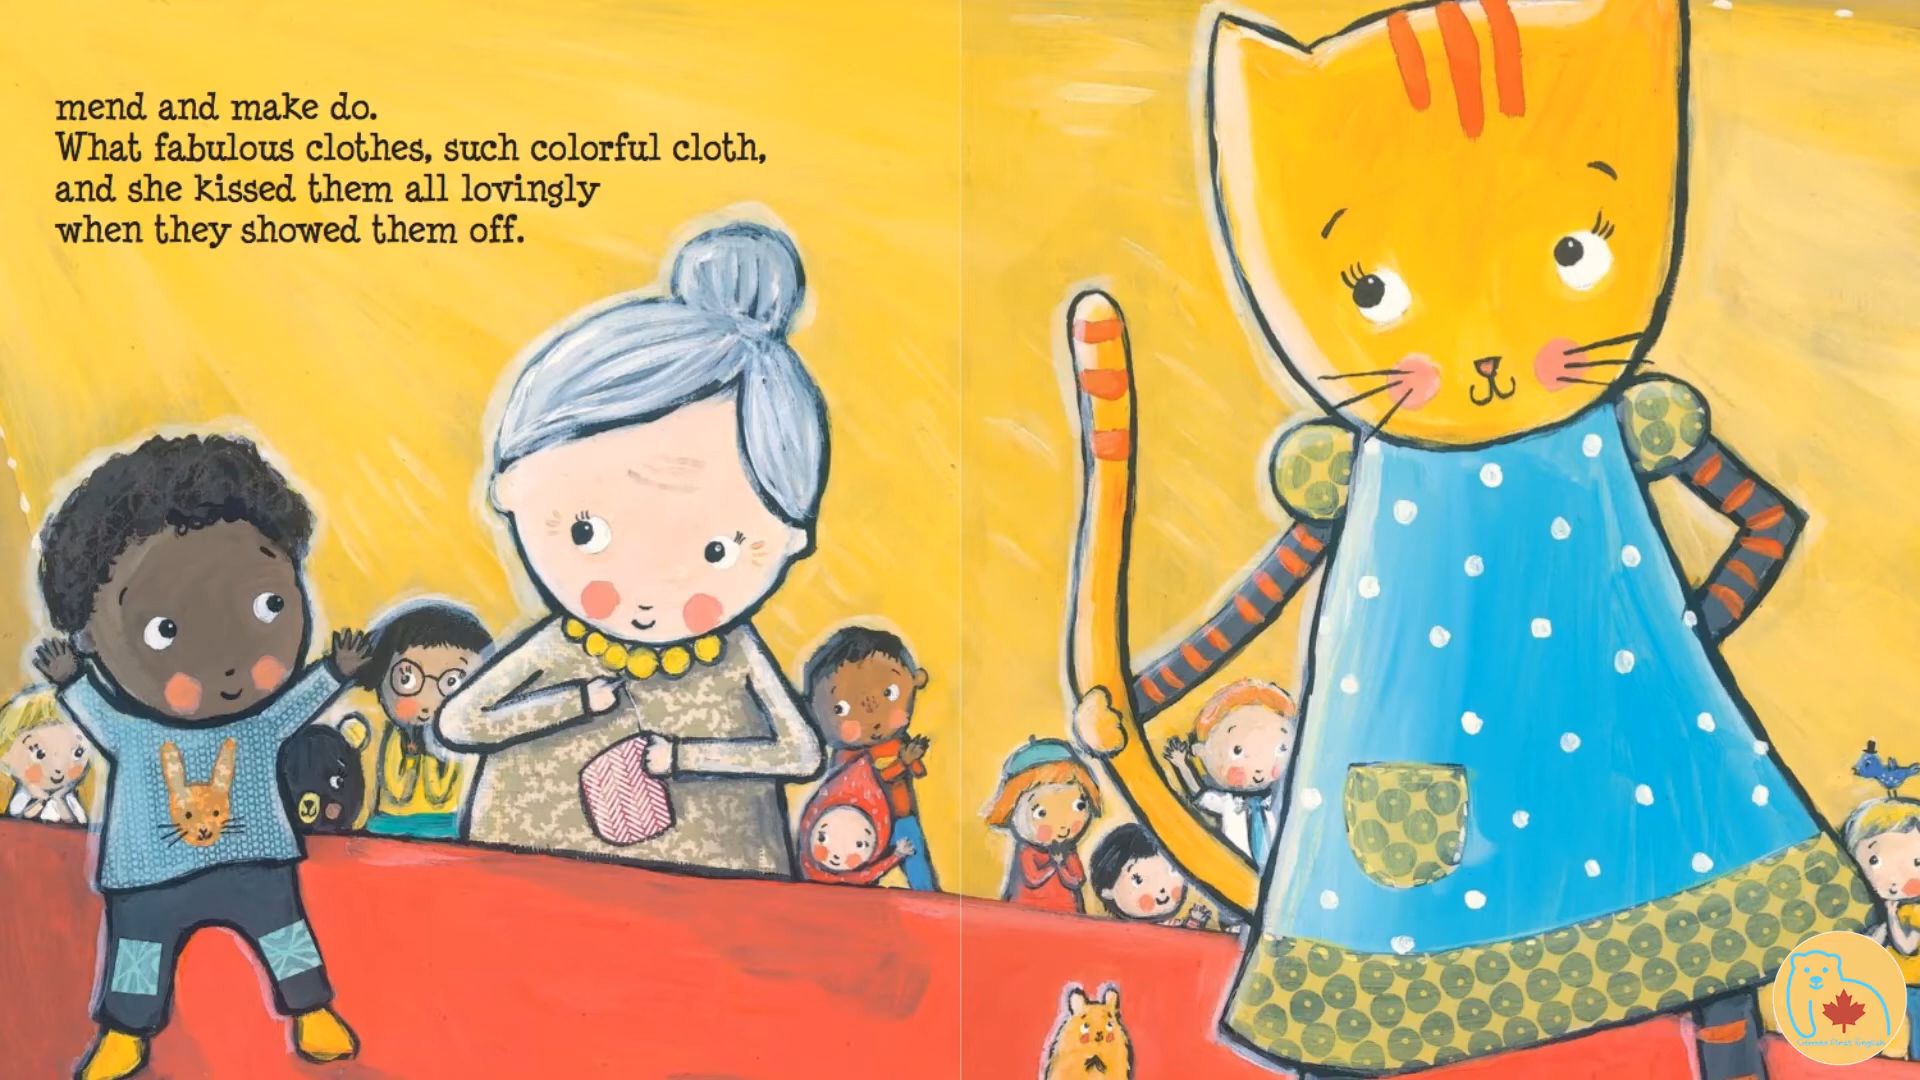 mend and make do.
What fabulous clothes, such colorful cloth,
and she kissed them all lovingly
when they showed them off.